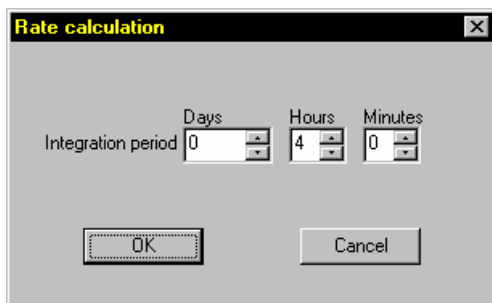 Rate calculation
Days Hours Minutes
Integration period 0 4 0
OK Cancel